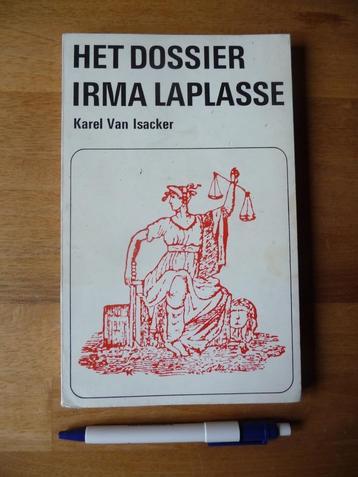 HET DOSSIER
IRMA LAPLASSE
Karel Van Isacker